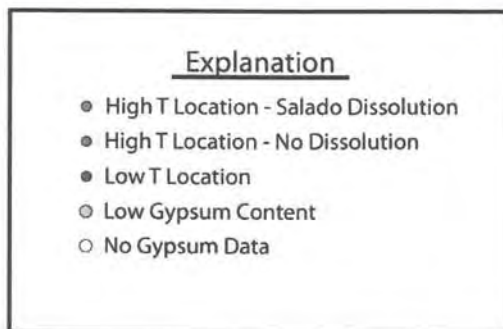 Explanation
High T Location - Salado Dissolution
High T Location - No Dissolution
Low T Location
Low Gypsum Content
No Gypsum Data